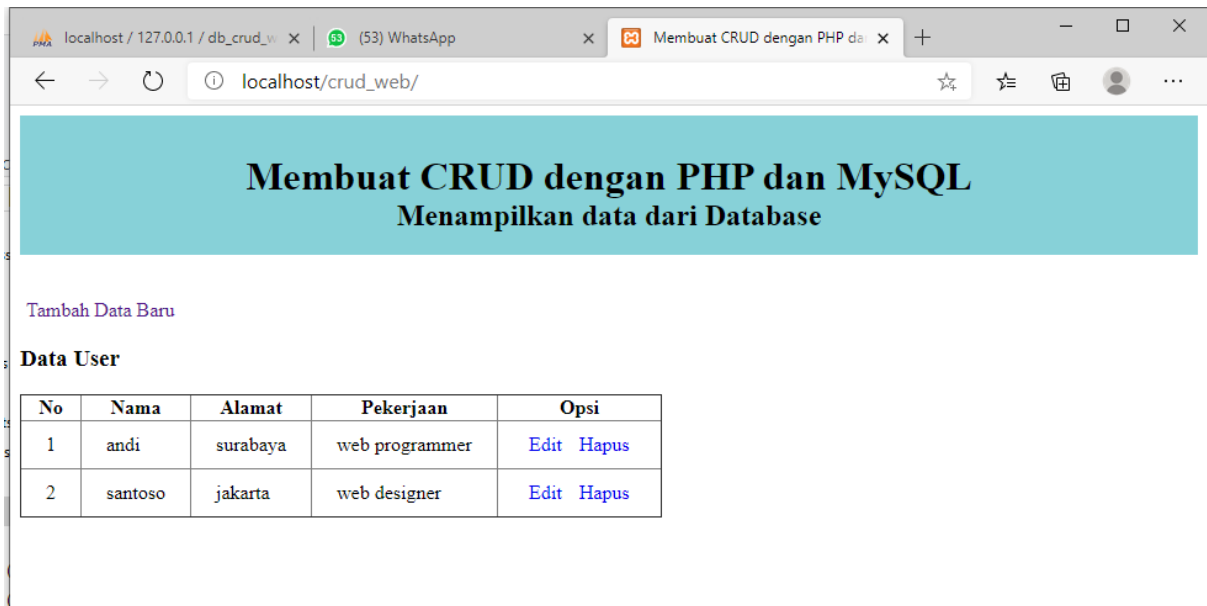 PMA localhost / 127.0.0.1 / db_crud_w
53 (53) WhatsApp
Membuat CRUD dengan PHP da
localhost/crud_web/
Membuat CRUD dengan PHP dan MySQL
Menampilkan data dari Database
Tambah Data Baru
Data User
No Nama Alamat Pekerjaan Opsi
1 andi surabaya web programmer Edit Hapus
2 santoso jakarta web designer Edit Hapus